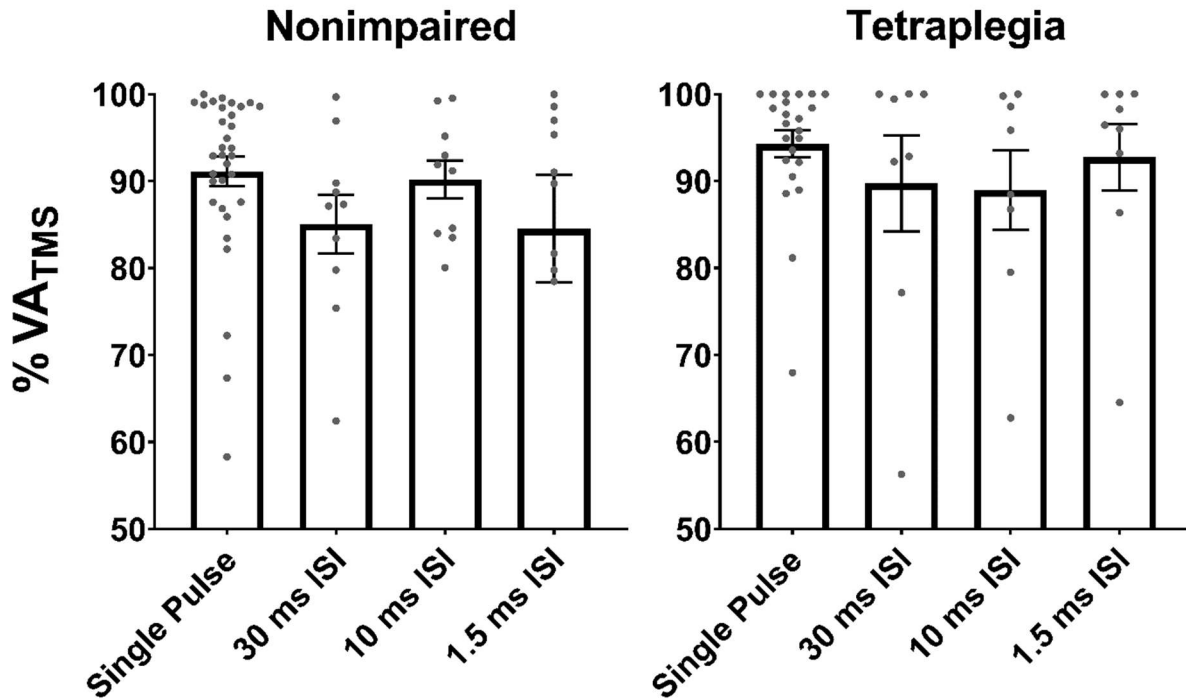 Nonimpaired
% VATMS
100
90
80
70
60
50
Single Pulse
30 ms ISI
10 ms ISI
1.5 ms ISI
Tetraplegia
100
90
80
70
60
50
Single Pulse
30 ms ISI
10 ms ISI
1.5 ms ISI